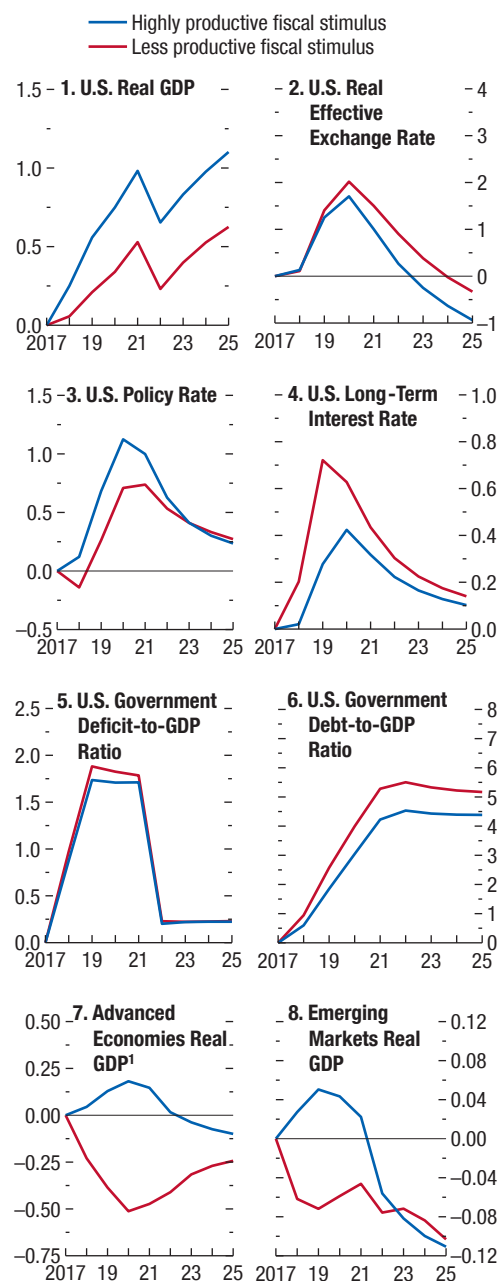 Highly productive fiscal stimulus
Less productive fiscal stimulus
1. U.S. Real GDP
1.5
1.0
0.5
0.0
2017 19 21 23 25
2. U.S. Real
Effective
Exchange Rate
4
3
2
1
0
–1
2017 19 21 23 25
3. U.S. Policy Rate
1.5
1.0
0.5
0.0
–0.5
2017 19 21 23 25
4. U.S. Long-Term
Interest Rate
1.0
0.8
0.6
0.4
0.2
0.0
2017 19 21 23 25
5. U.S. Government
Deficit-to-GDP
Ratio
2.5
2.0
1.5
1.0
0.5
0.0
2017 19 21 23 25
6. U.S. Government
Debt-to-GDP
Ratio
8
7
6
5
4
3
2
1
0
2017 19 21 23 25
7. Advanced
Economies Real
GDP¹
0.50
0.25
0.00
–0.25
–0.50
–0.75
2017 19 21 23 25
8. Emerging
Markets Real
GDP
0.12
0.08
0.04
0.00
–0.04
–0.08
–0.12
2017 19 21 23 25